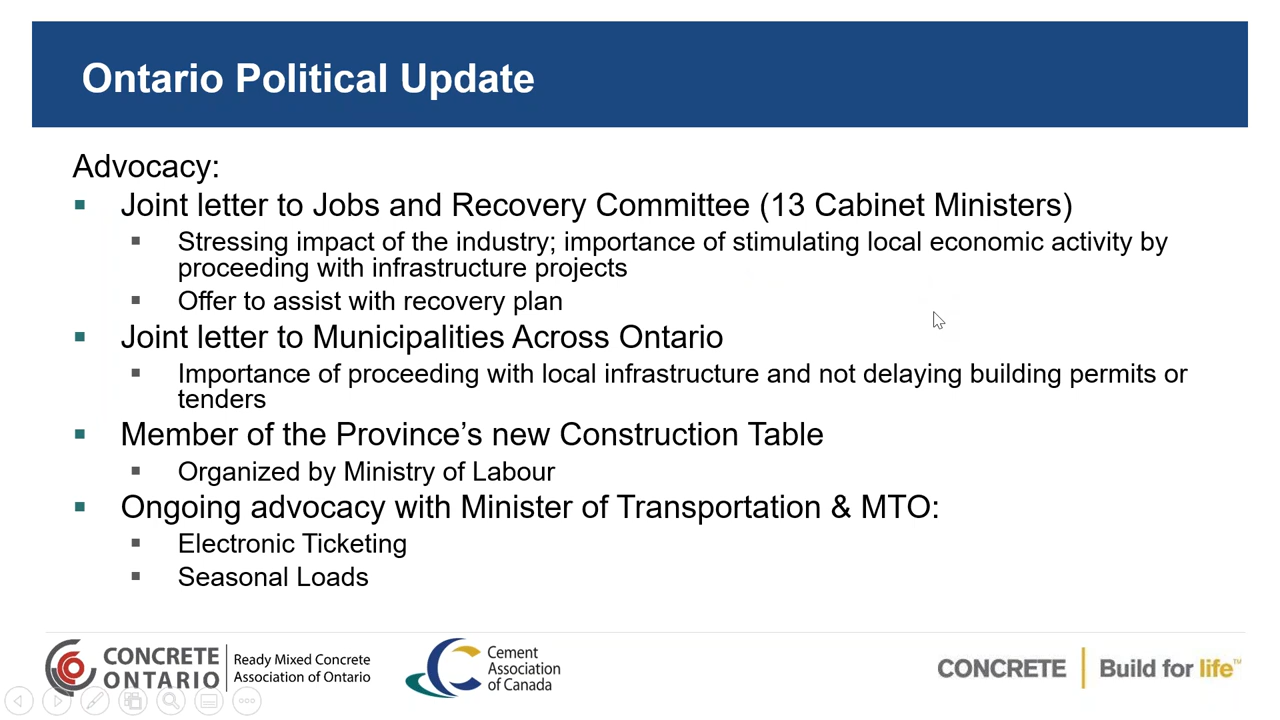 Ontario Political Update
Advocacy:
▪ Joint letter to Jobs and Recovery Committee (13 Cabinet Ministers)
▪ Stressing impact of the industry; importance of stimulating local economic activity by
proceeding with infrastructure projects
▪ Offer to assist with recovery plan
▪ Joint letter to Municipalities Across Ontario
▪ Importance of proceeding with local infrastructure and not delaying building permits or
tenders
▪ Member of the Province’s new Construction Table
▪ Organized by Ministry of Labour
▪ Ongoing advocacy with Minister of Transportation & MTO:
▪ Electronic Ticketing
▪ Seasonal Loads
CONCRETE
ONTARIO
Ready Mixed Concrete
Association of Ontario
Cement
Association
of Canada
CONCRETE | Build for life™